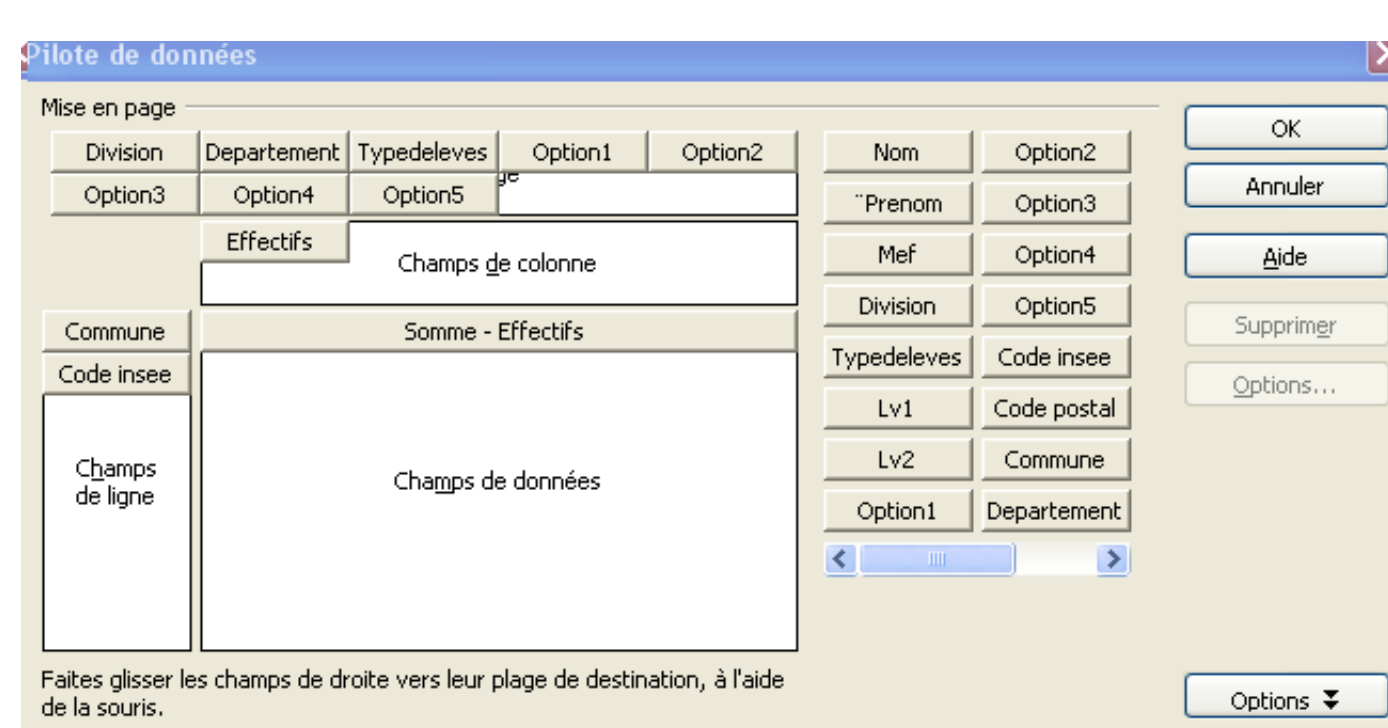 Pilote de données
Mise en page
Division Departement Typedeleves Option1 Option2
Option3 Option4 Option5
Effectifs
Champs de colonne
Commune
Code insee
Somme - Effectifs
Champs
de ligne
Champs de données
Nom Option2
¨Prenom Option3
Mef Option4
Division Option5
Typedeleves Code insee
Lv1 Code postal
Lv2 Commune
Option1 Departement
OK
Annuler
Aide
Supprimer
Options...
Faites glisser les champs de droite vers leur plage de destination, à l'aide
de la souris.
Options